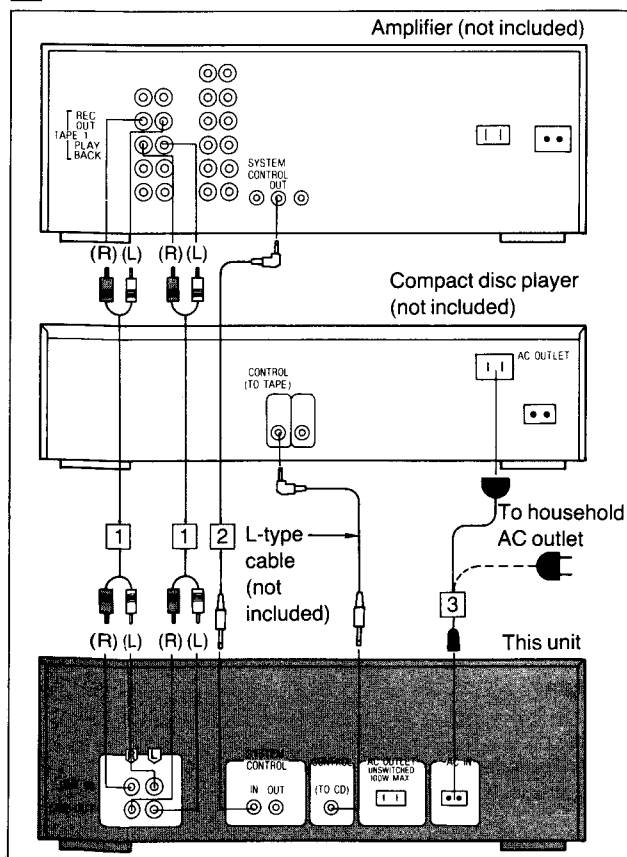 Amplifier (not included)
REC
OUT
TAPE 1
PLAY
BACK
SYSTEM
CONTROL
OUT
(R) (L) (R) (L)
Compact disc player
(not included)
CONTROL
(TO TAPE)
AC OUTLET
1
1
2
L-type
cable
(not
included)
To household
AC outlet
3
(R) (L) (R) (L)
This unit
R L
SYSTEM
CONTROL
IN OUT
CONTROL
(TO CD)
AC OUTLET
UNSWITCHED
100W MAX
AC IN